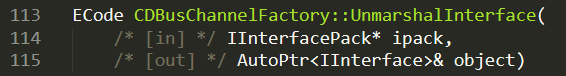 113 ECode CDBusChannelFactory::UnmarshalInterface(
114 /* [in] */ IInterfacePack* ipack,
115 /* [out] */ AutoPtr<IInterface>& object)